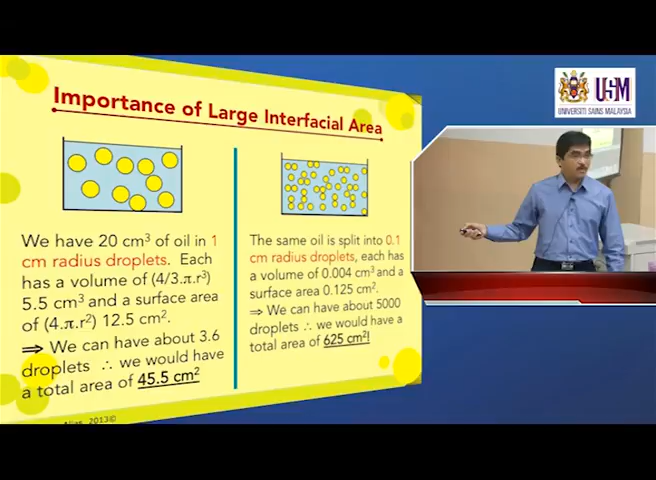 Importance of Large Interfacial Area
We have 20 cm³ of oil in 1
cm radius droplets. Each
has a volume of (4/3.π.r³)
5.5 cm³ and a surface area
of (4.π.r²) 12.5 cm².
⇒ We can have about 3.6
droplets ∴ we would have
a total area of 45.5 cm²
The same oil is split into 0.1
cm radius droplets, each has
a volume of 0.004 cm³ and a
surface area 0.125 cm².
⇒ We can have about 5000
droplets ∴ we would have a
total area of 625 cm²!
2013©
USM
UNIVERSITI SAINS MALAYSIA